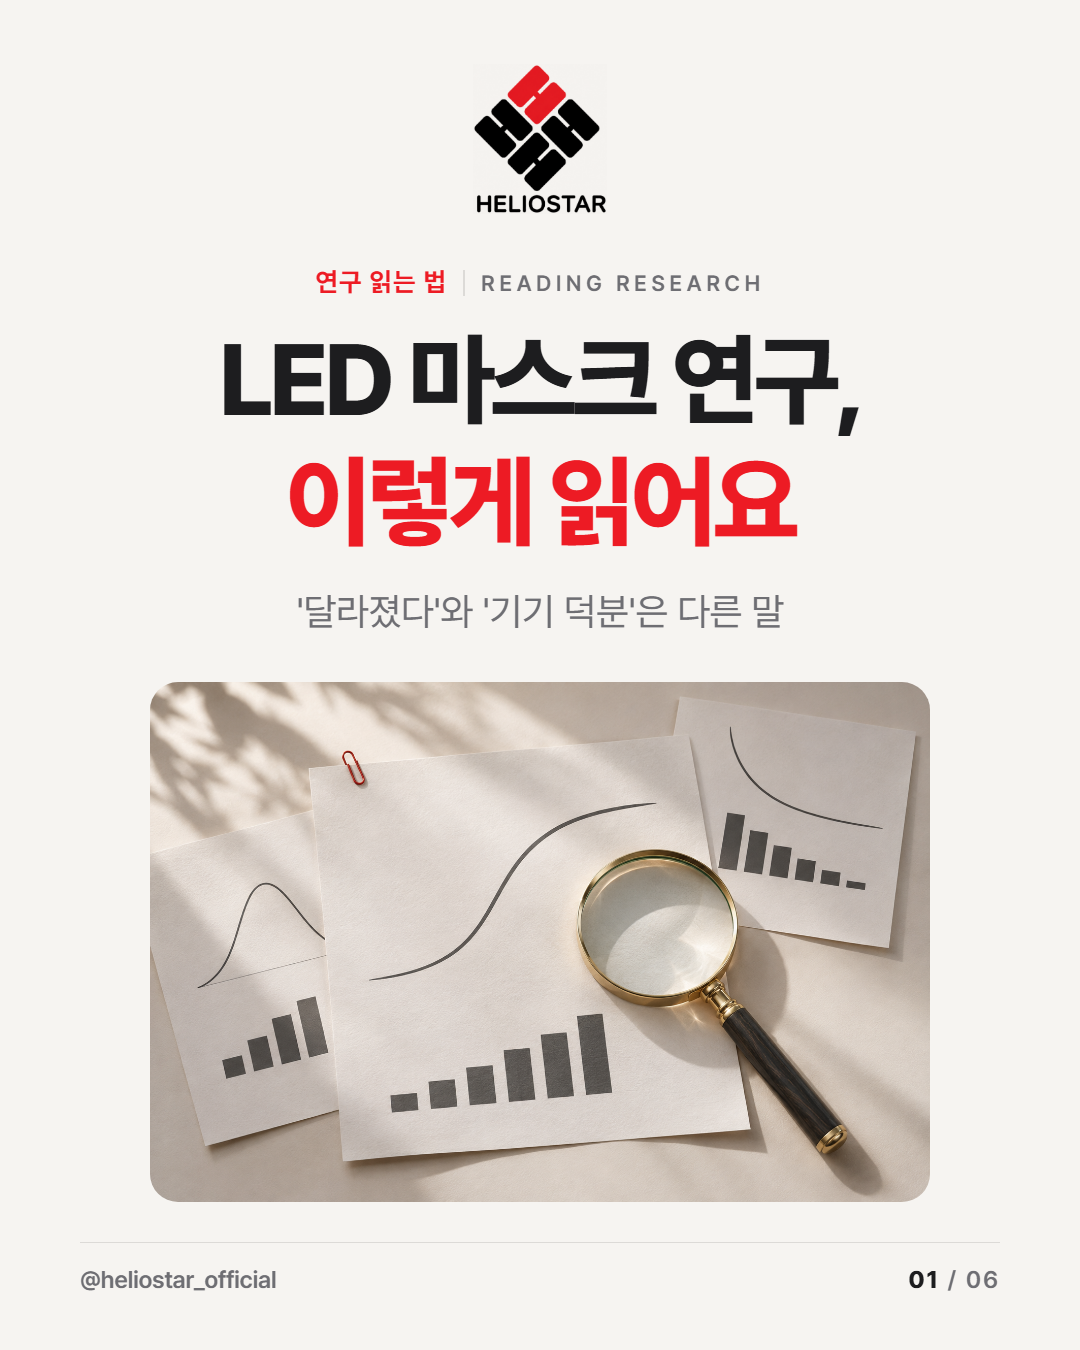 HELIOSTAR
연구 읽는 법 | READING RESEARCH
LED 마스크 연구,
이렇게 읽어요
'달라졌다'와 '기기 덕분'은 다른 말
@heliostar_official
01 / 06